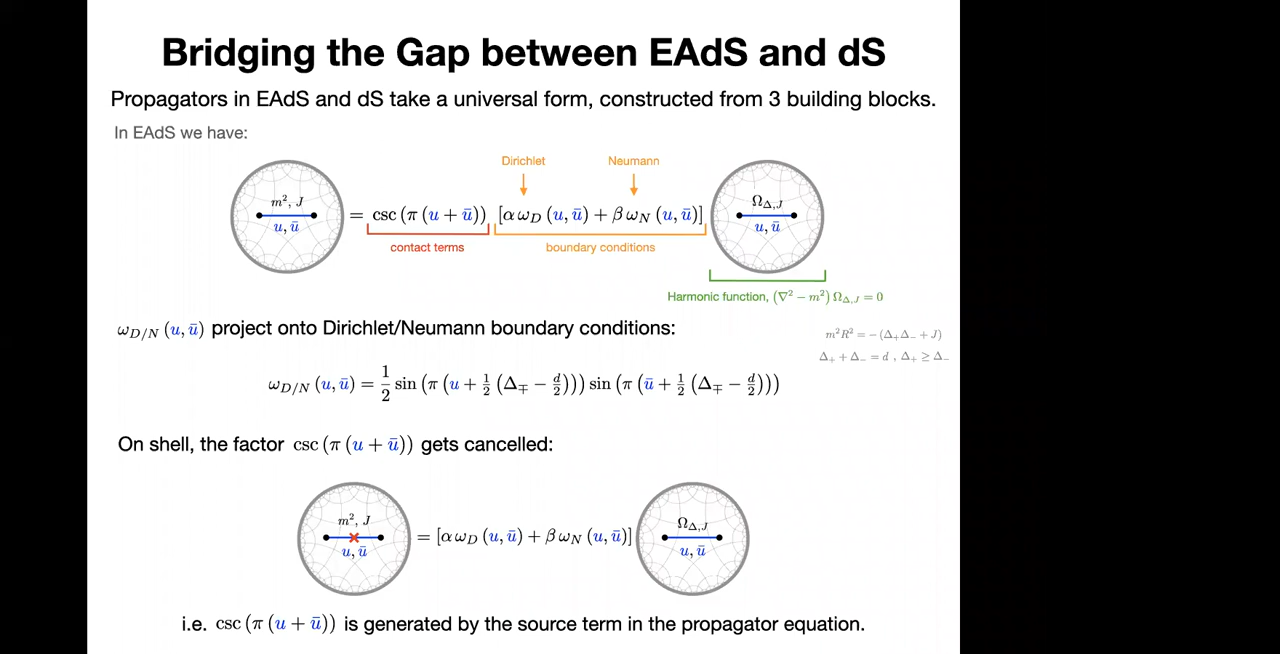 Bridging the Gap between EAdS and dS
Propagators in EAdS and dS take a universal form, constructed from 3 building blocks.
In EAdS we have:
Dirichlet Neumann
m², J
u, ū
= csc (π (u + ū)) [α ω_D (u, ū) + β ω_N (u, ū)]
Ω_{Δ,J}
u, ū
contact terms boundary conditions
Harmonic function, (∇² − m²) Ω_{Δ,J} = 0
ω_{D/N} (u, ū) project onto Dirichlet/Neumann boundary conditions:
m²R² = − (Δ₊Δ₋ + J)
Δ₊ + Δ₋ = d , Δ₊ ≥ Δ₋
ω_{D/N} (u, ū) = 1/2 sin (π (u + 1/2 (Δ_∓ − d/2))) sin (π (ū + 1/2 (Δ_∓ − d/2)))
On shell, the factor csc (π (u + ū)) gets cancelled:
m², J
u, ū
= [α ω_D (u, ū) + β ω_N (u, ū)]
Ω_{Δ,J}
u, ū
i.e. csc (π (u + ū)) is generated by the source term in the propagator equation.